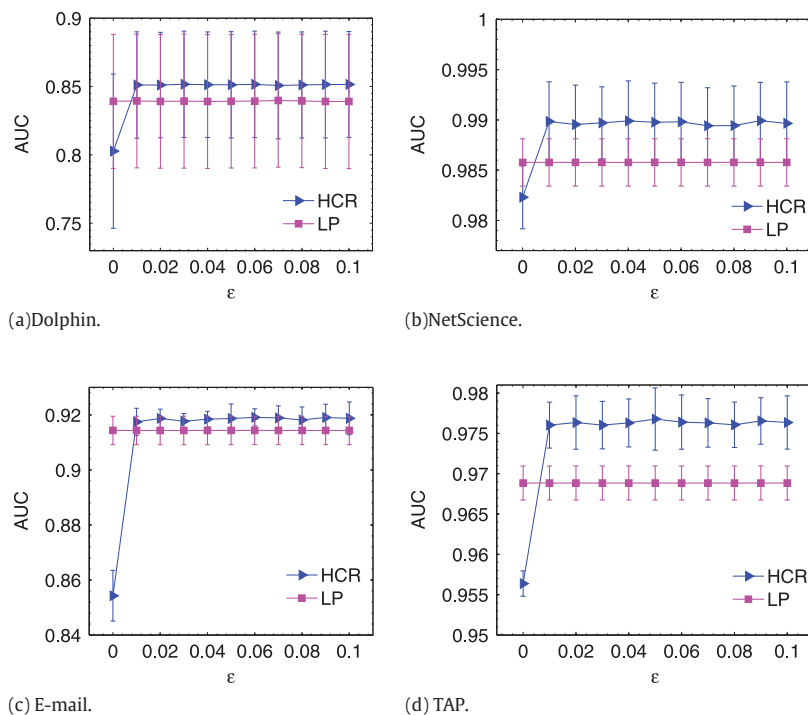 0.9
0.85
0.8
0.75
AUC
HCR
LP
0 0.02 0.04 0.06 0.08 0.1
ε
(a)Dolphin.
1
0.995
0.99
0.985
0.98
AUC
HCR
LP
0 0.02 0.04 0.06 0.08 0.1
ε
(b)NetScience.
0.92
0.9
0.88
0.86
0.84
AUC
HCR
LP
0 0.02 0.04 0.06 0.08 0.1
ε
(c) E-mail.
0.98
0.975
0.97
0.965
0.96
0.955
0.95
AUC
HCR
LP
0 0.02 0.04 0.06 0.08 0.1
ε
(d) TAP.